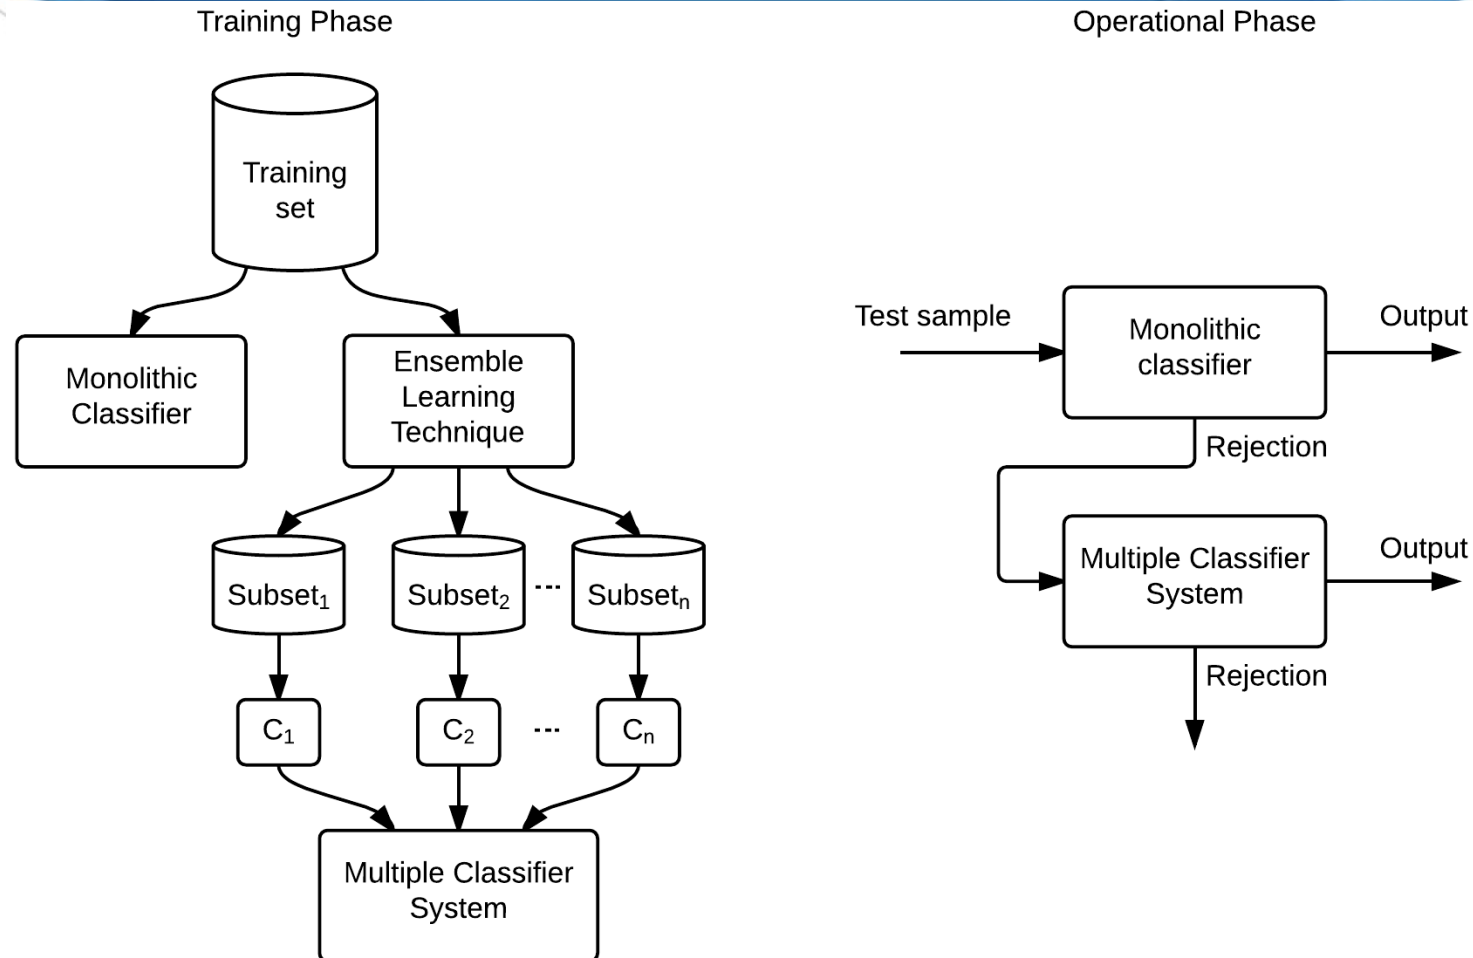 Training Phase
Training
set
Monolithic
Classifier
Ensemble
Learning
Technique
Subset₁
Subset₂
---
Subsetₙ
C₁
C₂
---
Cₙ
Multiple Classifier
System
Operational Phase
Test sample
Monolithic
classifier
Output
Rejection
Multiple Classifier
System
Output
Rejection